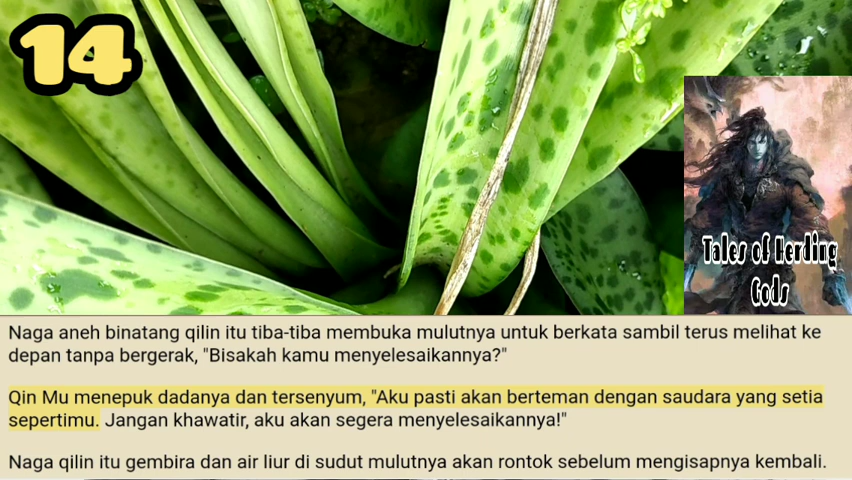 14
Tales of Herding
Gods
Naga aneh binatang qilin itu tiba-tiba membuka mulutnya untuk berkata sambil terus melihat ke
depan tanpa bergerak, "Bisakah kamu menyelesaikannya?"
Qin Mu menepuk dadanya dan tersenyum, "Aku pasti akan berteman dengan saudara yang setia
sepertimu. Jangan khawatir, aku akan segera menyelesaikannya!"
Naga qilin itu gembira dan air liur di sudut mulutnya akan rontok sebelum mengisapnya kembali.